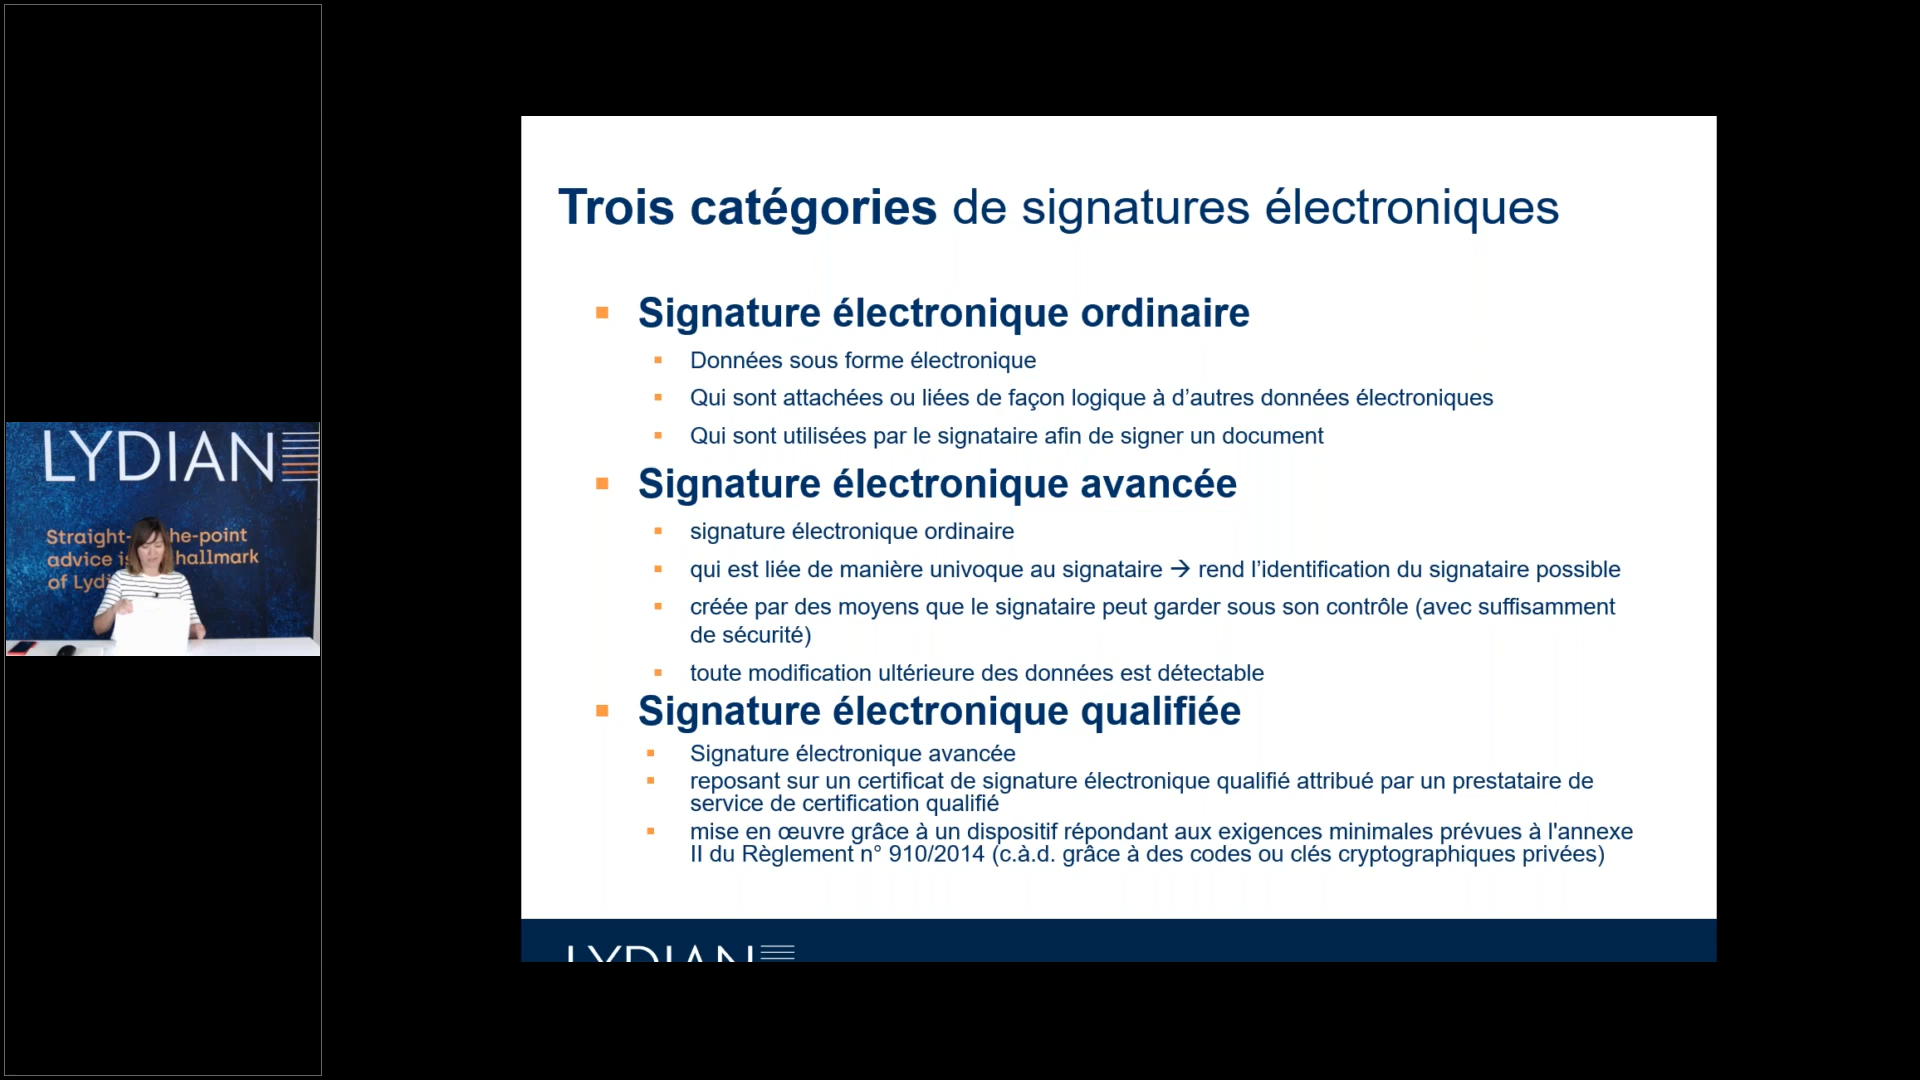 LYDIAN
Straight- he-point
advice is hallmark
of Lydi
Trois catégories de signatures électroniques
Signature électronique ordinaire
Données sous forme électronique
Qui sont attachées ou liées de façon logique à d’autres données électroniques
Qui sont utilisées par le signataire afin de signer un document
Signature électronique avancée
signature électronique ordinaire
qui est liée de manière univoque au signataire → rend l’identification du signataire possible
créée par des moyens que le signataire peut garder sous son contrôle (avec suffisamment
de sécurité)
toute modification ultérieure des données est détectable
Signature électronique qualifiée
Signature électronique avancée
reposant sur un certificat de signature électronique qualifié attribué par un prestataire de
service de certification qualifié
mise en œuvre grâce à un dispositif répondant aux exigences minimales prévues à l'annexe
II du Règlement n° 910/2014 (c.à.d. grâce à des codes ou clés cryptographiques privées)
LYDIAN